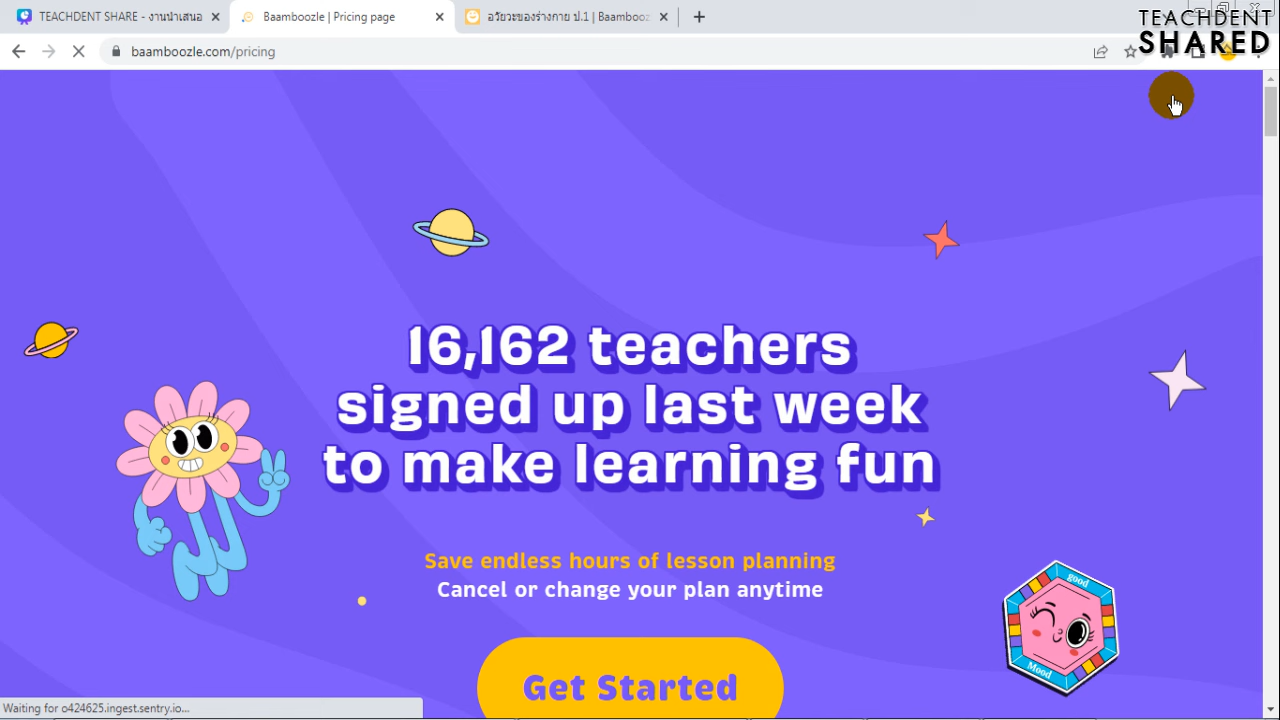 TEACHDENT SHARE - งานนำเสนอ
Baamboozle | Pricing page
อวัยวะของร่างกาย ป.1 | Baambooz
TEACHDENT
SHARED
baamboozle.com/pricing
16,162 teachers
signed up last week
to make learning fun
Save endless hours of lesson planning
Cancel or change your plan anytime
good
Mood
Get Started
Waiting for o424625.ingest.sentry.io...